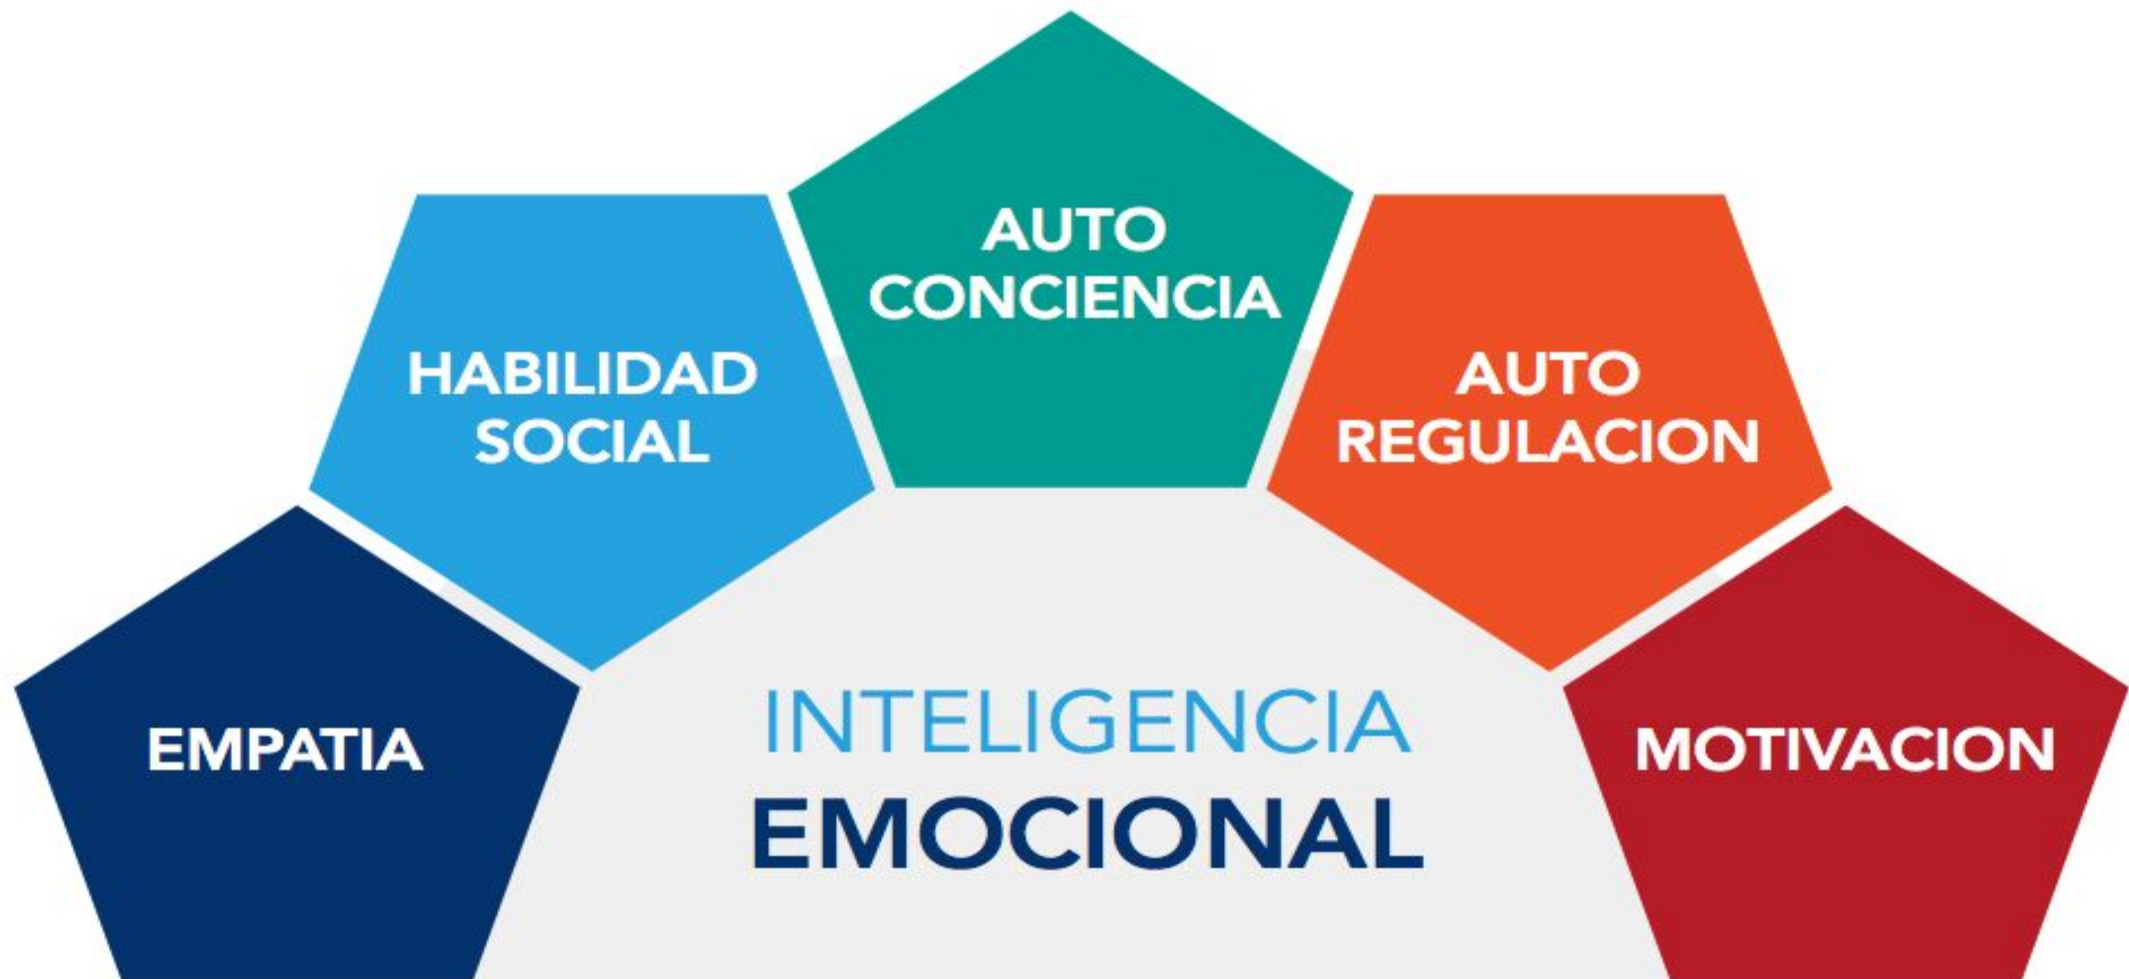 AUTO
CONCIENCIA
HABILIDAD
SOCIAL
AUTO
REGULACION
EMPATIA
MOTIVACION
INTELIGENCIA
EMOCIONAL